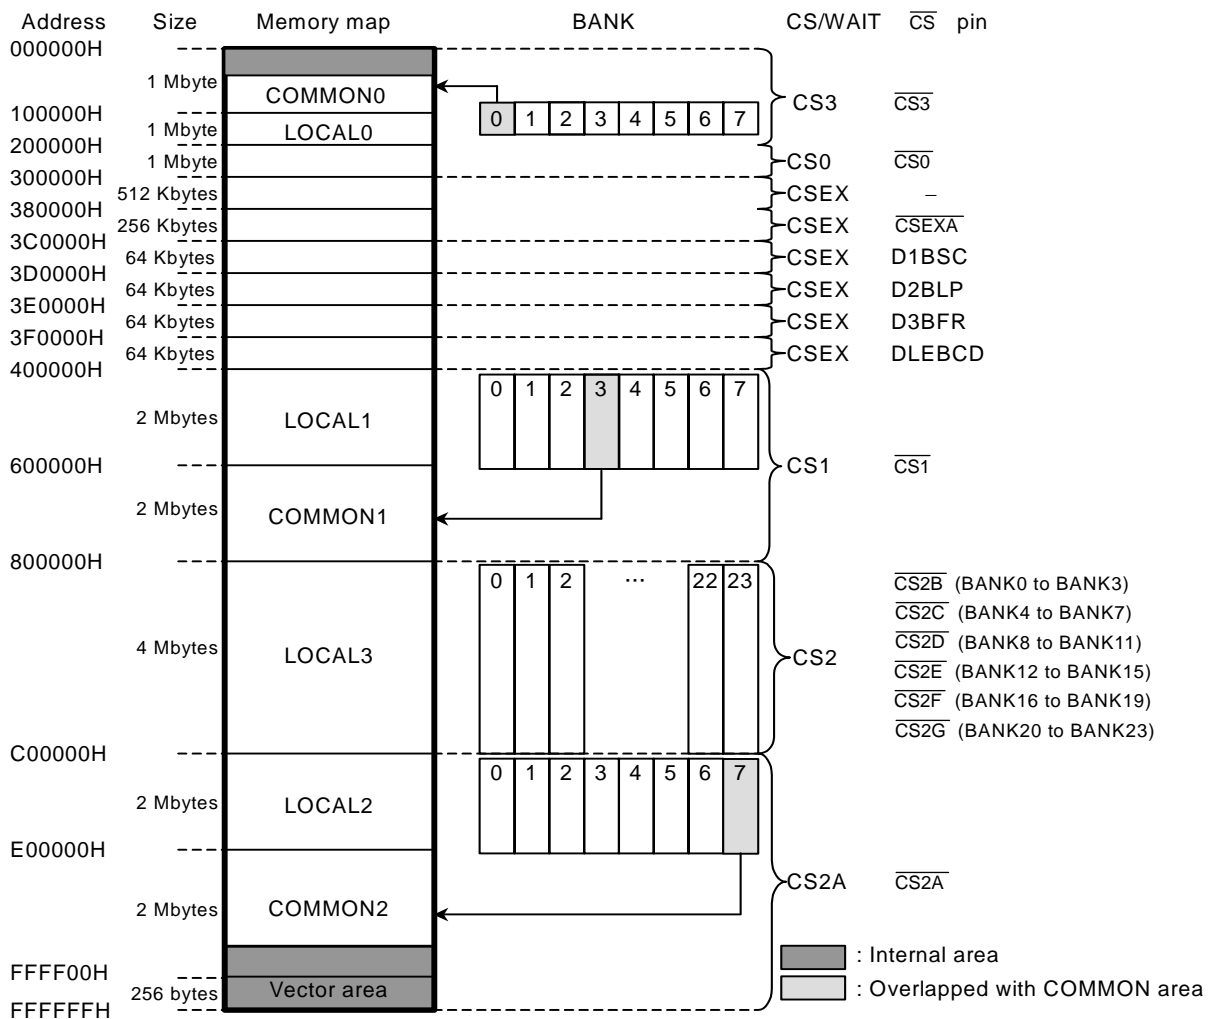 Address Size Memory map BANK CS/WAIT CS pin
000000H
1 Mbyte
COMMON0
CS3 CS3
100000H
0 1 2 3 4 5 6 7
1 Mbyte LOCAL0
200000H
1 Mbyte CS0 CS0
300000H
512 Kbytes CSEX –
380000H
256 Kbytes CSEX CSEXA
3C0000H
64 Kbytes CSEX D1BSC
3D0000H
64 Kbytes CSEX D2BLP
3E0000H
64 Kbytes CSEX D3BFR
3F0000H
64 Kbytes CSEX DLEBCD
400000H
0 1 2 3 4 5 6 7
2 Mbytes LOCAL1
600000H CS1 CS1
2 Mbytes COMMON1
800000H
0 1 2 ... 22 23
CS2B (BANK0 to BANK3)
CS2C (BANK4 to BANK7)
CS2D (BANK8 to BANK11)
4 Mbytes LOCAL3 CS2
CS2E (BANK12 to BANK15)
CS2F (BANK16 to BANK19)
CS2G (BANK20 to BANK23)
C00000H
0 1 2 3 4 5 6 7
2 Mbytes LOCAL2
E00000H
CS2A CS2A
2 Mbytes COMMON2
: Internal area
FFFF00H
256 bytes Vector area
: Overlapped with COMMON area
FFFFFFH